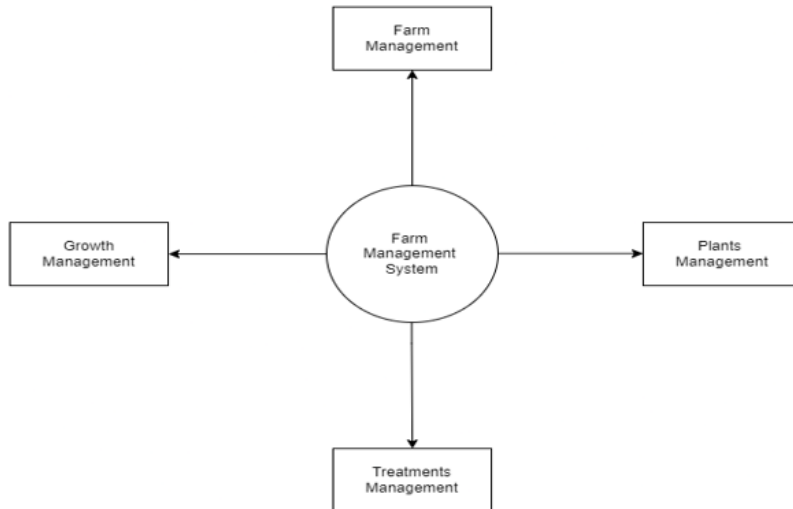 Farm
Management
Growth
Management
Farm
Management
System
Plants
Management
Treatments
Management